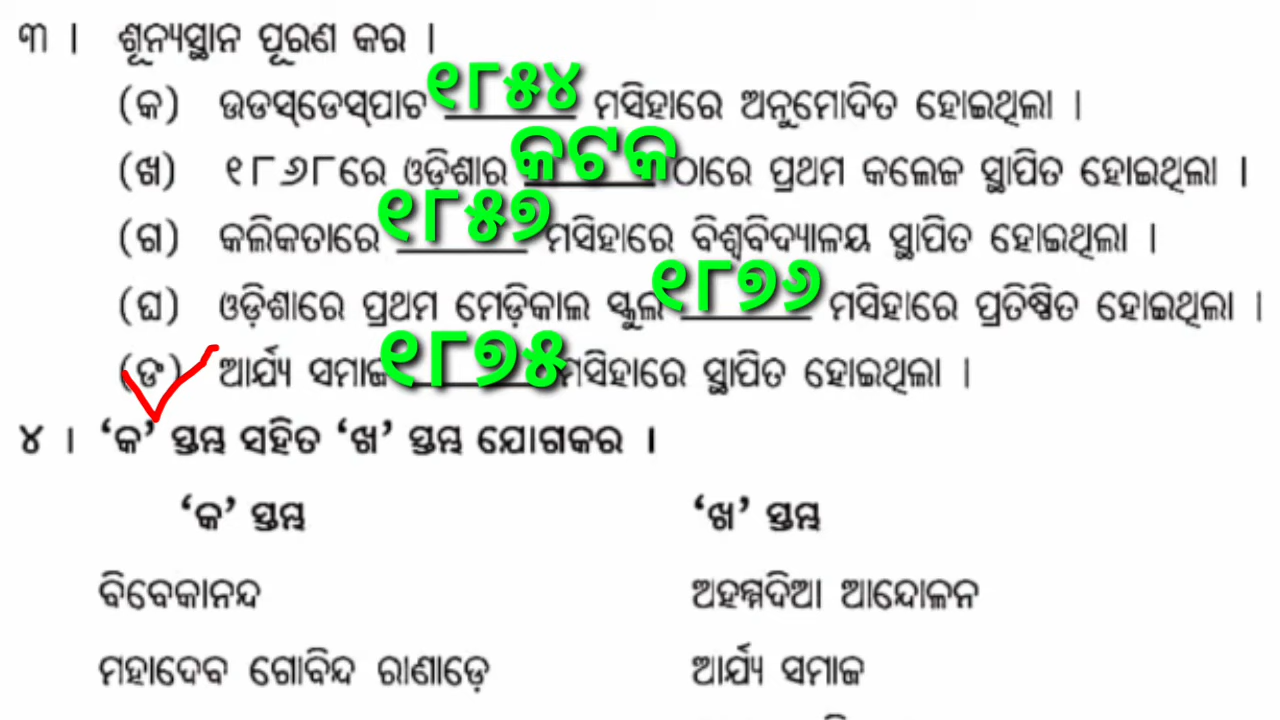 ୩ । ଶୂନ୍ୟସ୍ଥାନ ପୂରଣ କର ।
(କ) ଉଡସ୍‌ଡେସ୍‌ପାଚ ୧୮୫୪ ମସିହାରେ ଅନୁମୋଦିତ ହୋଇଥିଲା ।
(ଖ) ୧୮୬୮ରେ ଓଡ଼ିଶାର କଟକ ଠାରେ ପ୍ରଥମ କଲେଜ ସ୍ଥାପିତ ହୋଇଥିଲା ।
(ଗ) କଲିକତାରେ ୧୮୫୭ ମସିହାରେ ବିଶ୍ୱବିଦ୍ୟାଳୟ ସ୍ଥାପିତ ହୋଇଥିଲା ।
(ଘ) ଓଡ଼ିଶାରେ ପ୍ରଥମ ମେଡ଼ିକାଲ ସ୍କୁଲ ୧୮୭୬ ମସିହାରେ ପ୍ରତିଷ୍ଠିତ ହୋଇଥିଲା ।
(ଙ) ଆର୍ଯ୍ୟ ସମାଜ ୧୮୭୫ ମସିହାରେ ସ୍ଥାପିତ ହୋଇଥିଲା ।
୪ । ‘କ’ ସ୍ତମ୍ଭ ସହିତ ‘ଖ’ ସ୍ତମ୍ଭ ଯୋଗକର ।
‘କ’ ସ୍ତମ୍ଭ ‘ଖ’ ସ୍ତମ୍ଭ
ବିବେକାନନ୍ଦ ଅହମ୍ମଦିଆ ଆନ୍ଦୋଳନ
ମହାଦେବ ଗୋବିନ୍ଦ ରାଣାଡ଼େ ଆର୍ଯ୍ୟ ସମାଜ